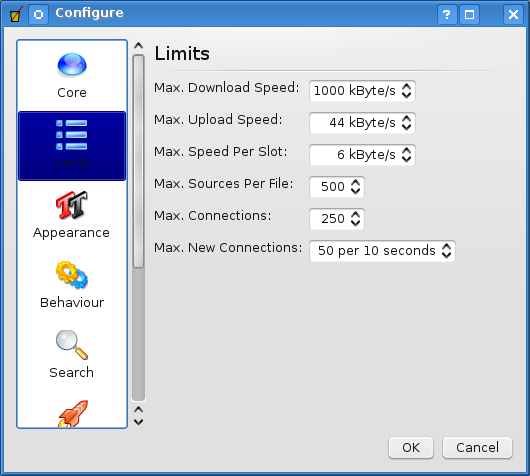 Configure
Core
Limits
Appearance
Behaviour
Search
Limits
Max. Download Speed: 1000 kByte/s
Max. Upload Speed: 44 kByte/s
Max. Speed Per Slot: 6 kByte/s
Max. Sources Per File: 500
Max. Connections: 250
Max. New Connections: 50 per 10 seconds
OK Cancel